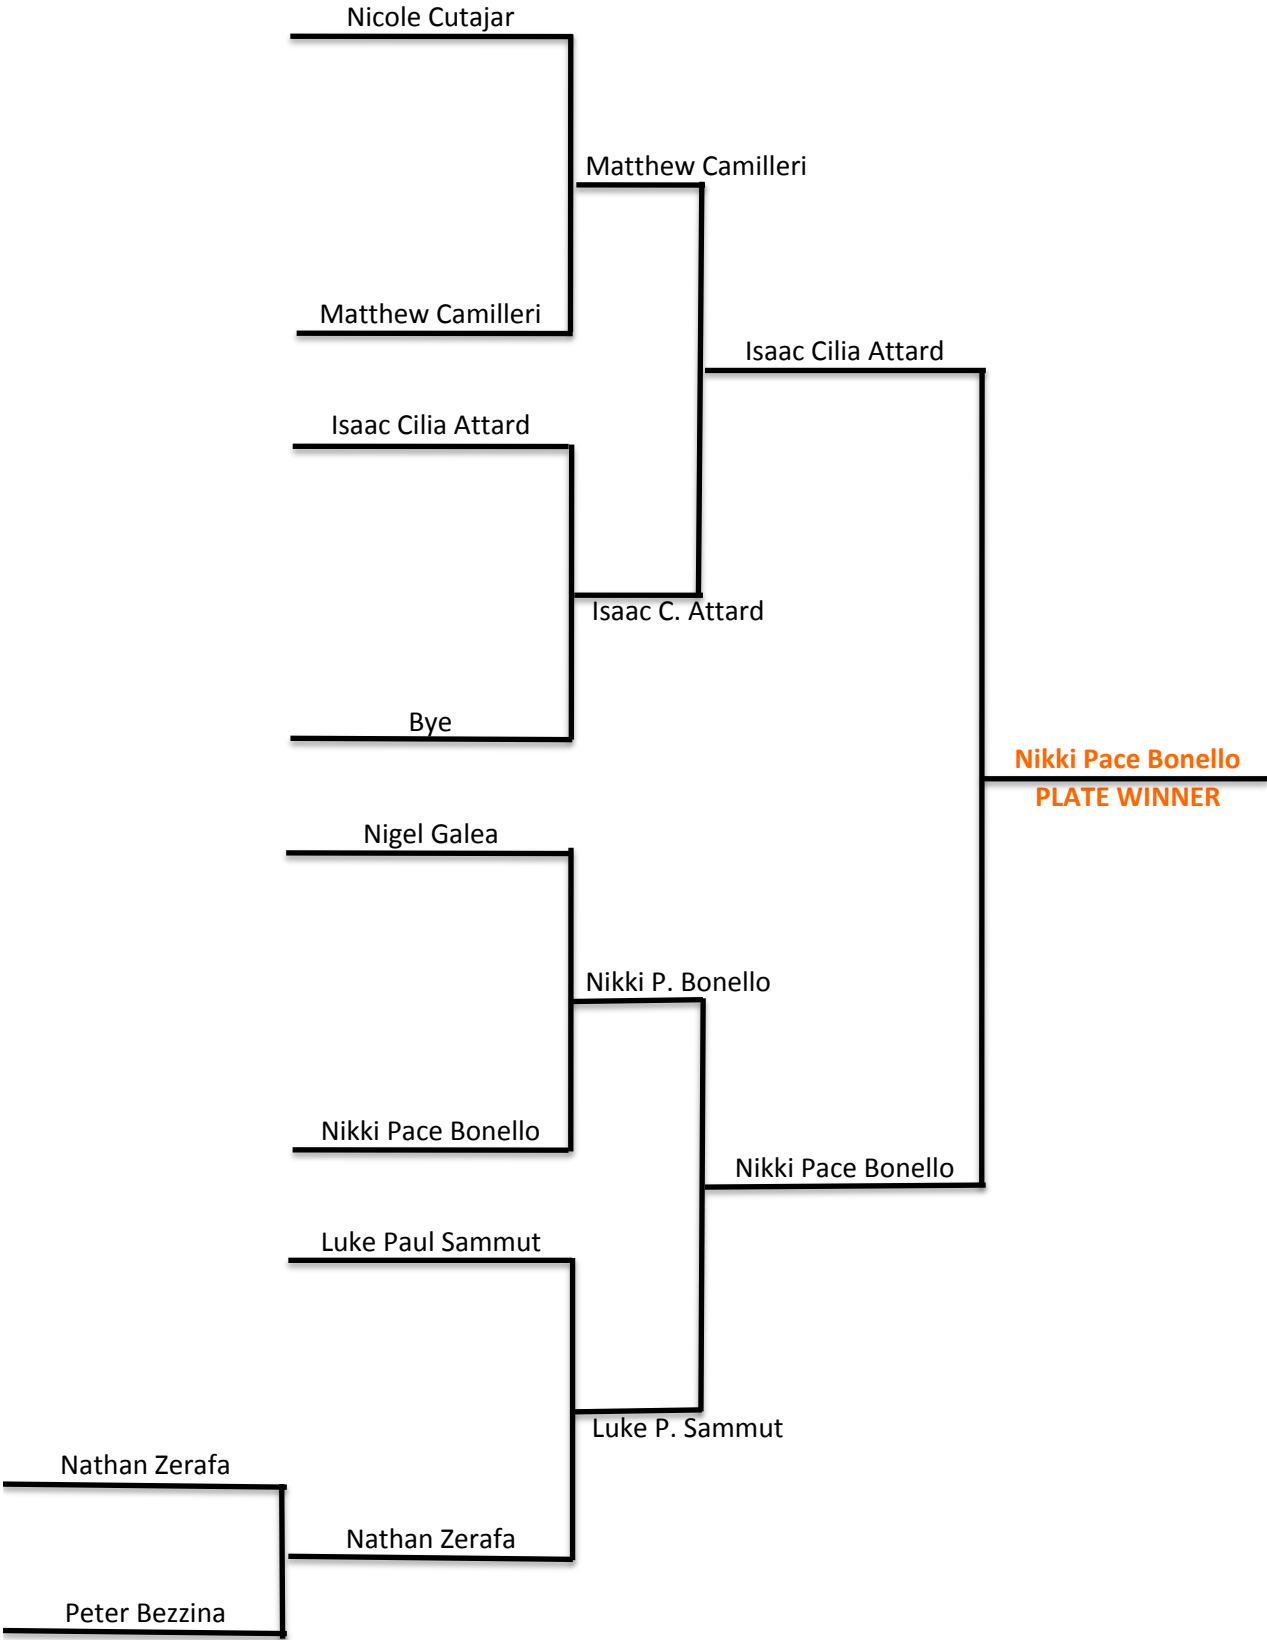 Nicole Cutajar
Matthew Camilleri
Matthew Camilleri
Isaac Cilia Attard
Isaac Cilia Attard
Isaac C. Attard
Bye
Nikki Pace Bonello
PLATE WINNER
Nigel Galea
Nikki P. Bonello
Nikki Pace Bonello
Nikki Pace Bonello
Luke Paul Sammut
Luke P. Sammut
Nathan Zerafa
Nathan Zerafa
Peter Bezzina